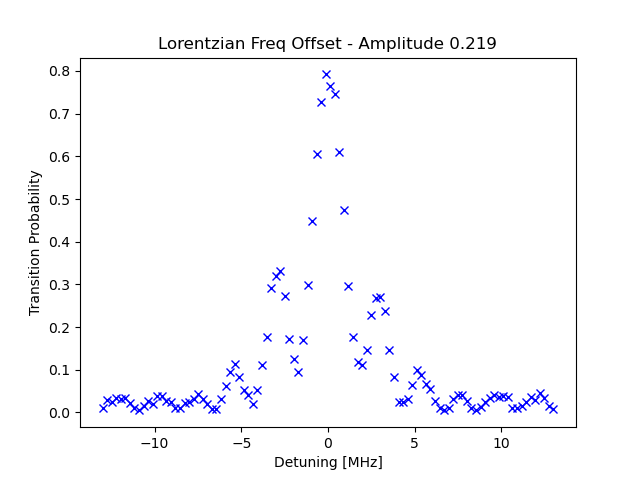 Lorentzian Freq Offset - Amplitude 0.219
Transition Probability
0.8
0.7
0.6
0.5
0.4
0.3
0.2
0.1
0.0
−10 −5 0 5 10
Detuning [MHz]